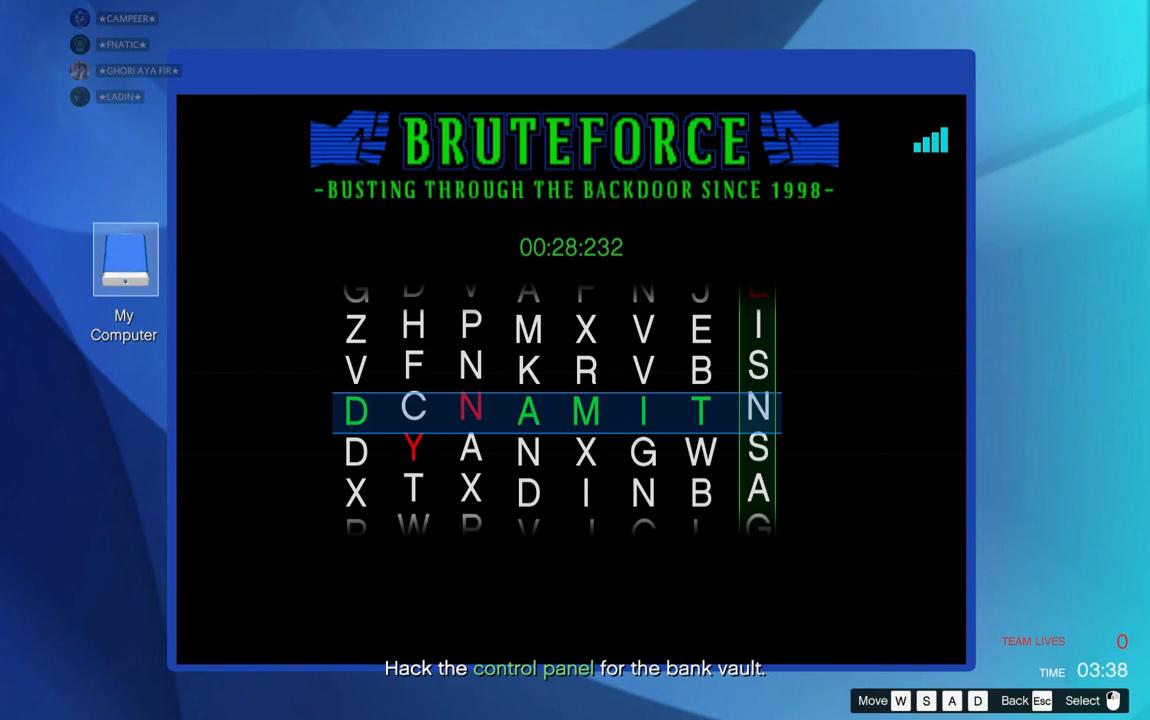 ★CAMPEER★
★FNATIC★
★GHORI AYA FIR★
★LADIN★
BRUTEFORCE
-BUSTING THROUGH THE BACKDOOR SINCE 1998-
00:28:232
My
Computer
G D V A F N J
Z H P M X V E I
V F N K R V B S
D C N A M I T N
D Y A N X G W S
X T X D I N B A
W G
Hack the control panel for the bank vault.
TEAM LIVES 0
TIME 03:38
Move W S A D Back Esc Select